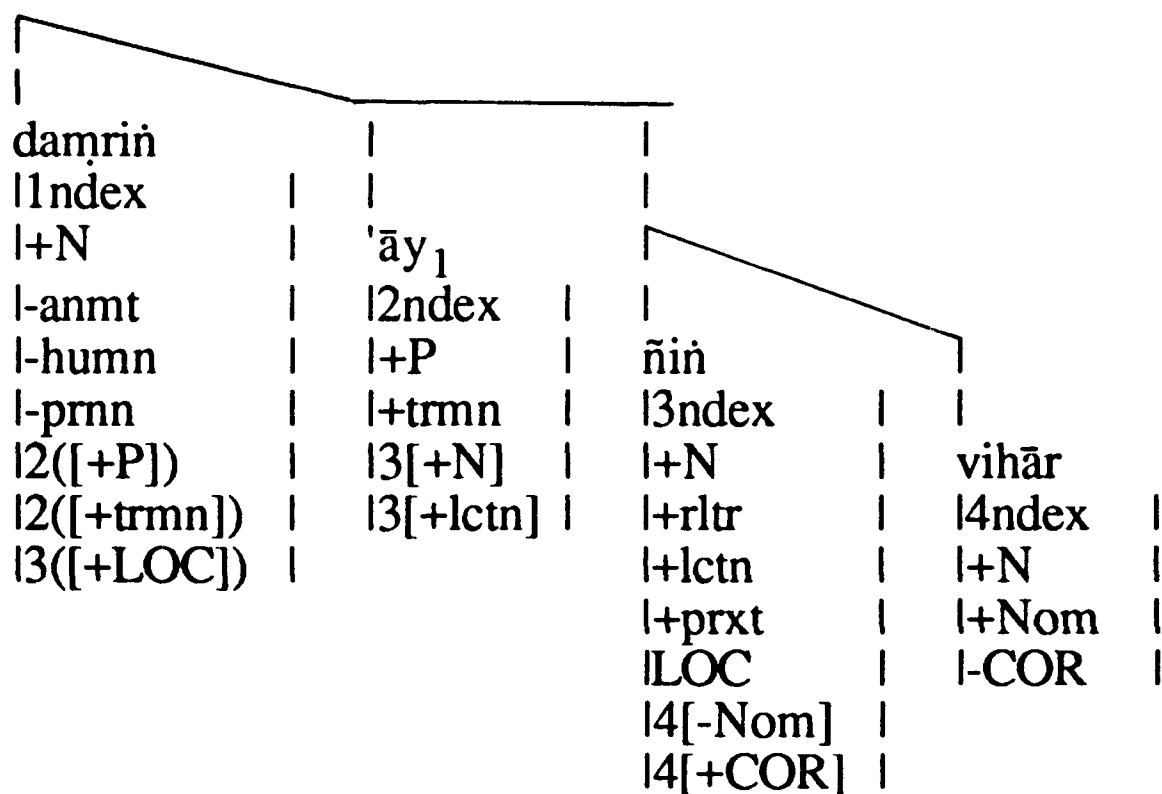 daṃriṅ
1ndex
+N
-anmt
-humn
-prnn
2([+P])
2([+trmn])
3([+LOC])
'āy₁
2ndex
+P
+trmn
3[+N]
3[+lctn]
ñiṅ
3ndex
+N
+rltr
+lctn
+prxt
LOC
4[-Nom]
4[+COR]
vihār
4ndex
+N
+Nom
-COR